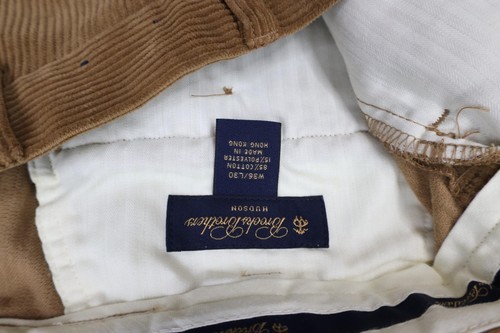 Brooks Brothers
HUDSON
W36/L30
85% COTTON
15% POLYESTER
MADE IN
HONG KONG